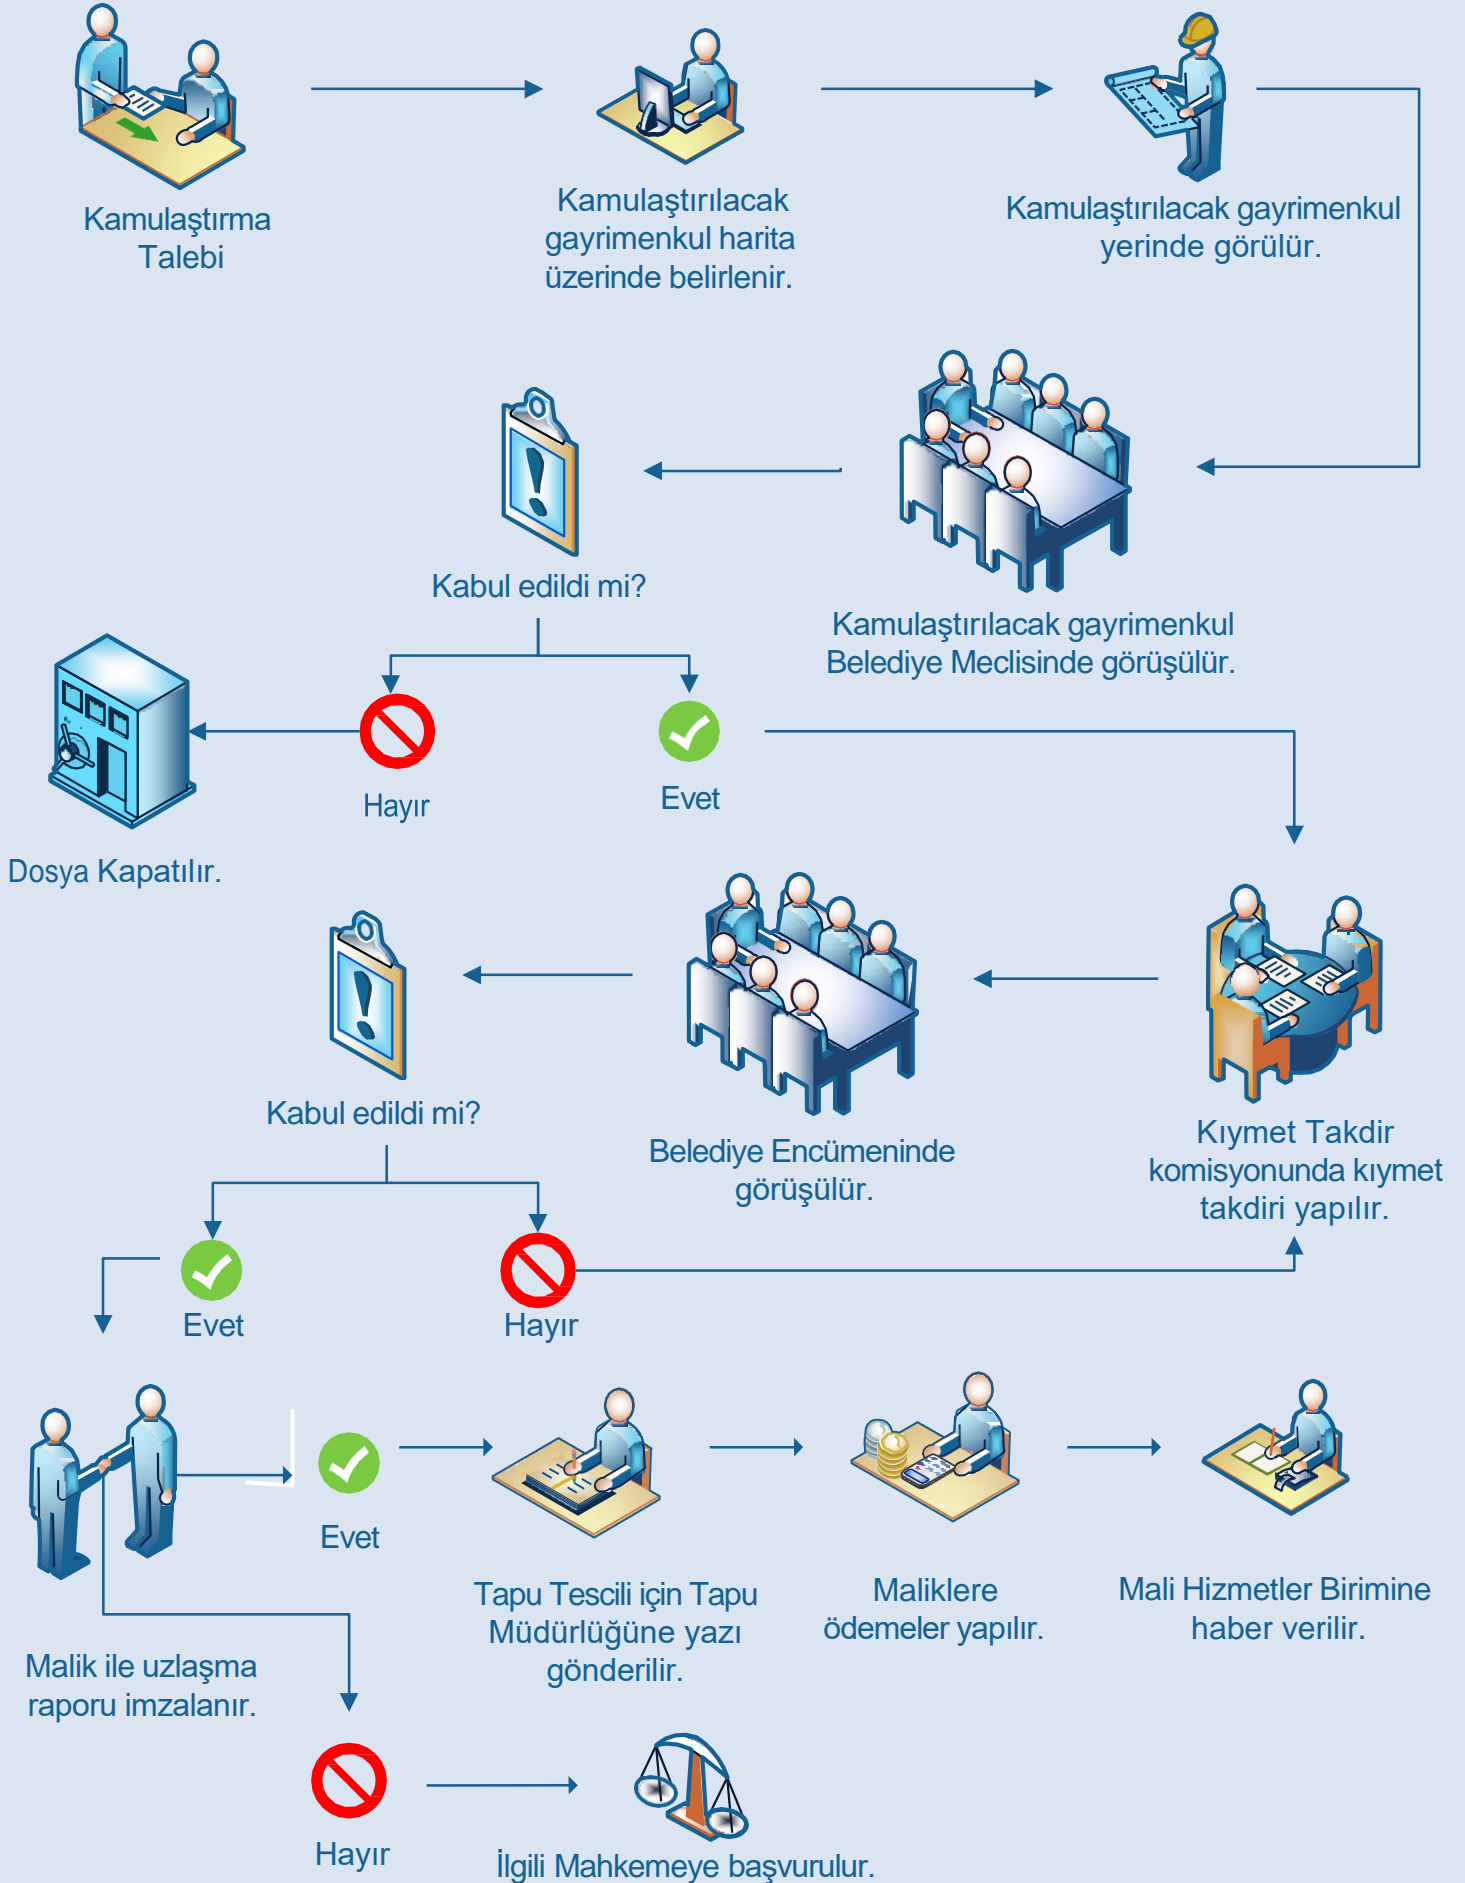 Kamulaştırma
Talebi
Kamulaştırılacak
gayrimenkul harita
üzerinde belirlenir.
Kamulaştırılacak gayrimenkul
yerinde görülür.
Kamulaştırılacak gayrimenkul
Belediye Meclisinde görüşülür.
Kabul edildi mi?
Hayır
Evet
Dosya Kapatılır.
Kıymet Takdir
komisyonunda kıymet
takdiri yapılır.
Belediye Encümeninde
görüşülür.
Kabul edildi mi?
Evet
Hayır
Malik ile uzlaşma
raporu imzalanır.
Evet
Tapu Tescili için Tapu
Müdürlüğüne yazı
gönderilir.
Maliklere
ödemeler yapılır.
Mali Hizmetler Birimine
haber verilir.
Hayır
İlgili Mahkemeye başvurulur.